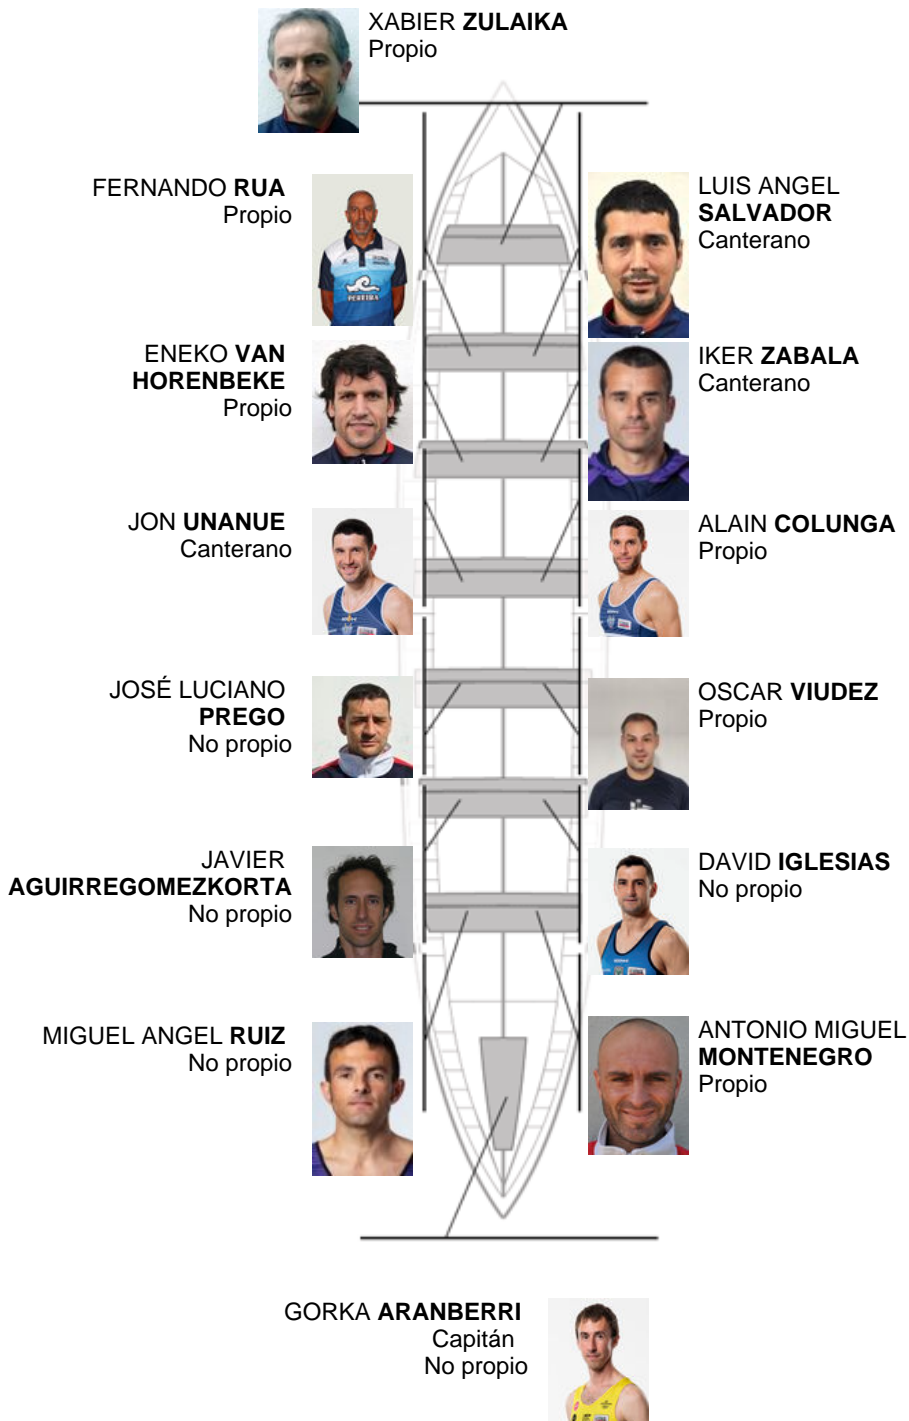 XABIER ZULAIKA
Propio
FERNANDO RUA
Propio
LUIS ANGEL
SALVADOR
Canterano
PEREIRA
ENEKO VAN
HORENBEKE
Propio
IKER ZABALA
Canterano
JON UNANUE
Canterano
ALAIN COLUNGA
Propio
JOSÉ LUCIANO
PREGO
No propio
OSCAR VIUDEZ
Propio
JAVIER
AGUIRREGOMEZKORTA
No propio
DAVID IGLESIAS
No propio
MIGUEL ANGEL RUIZ
No propio
ANTONIO MIGUEL
MONTENEGRO
Propio
GORKA ARANBERRI
Capitán
No propio